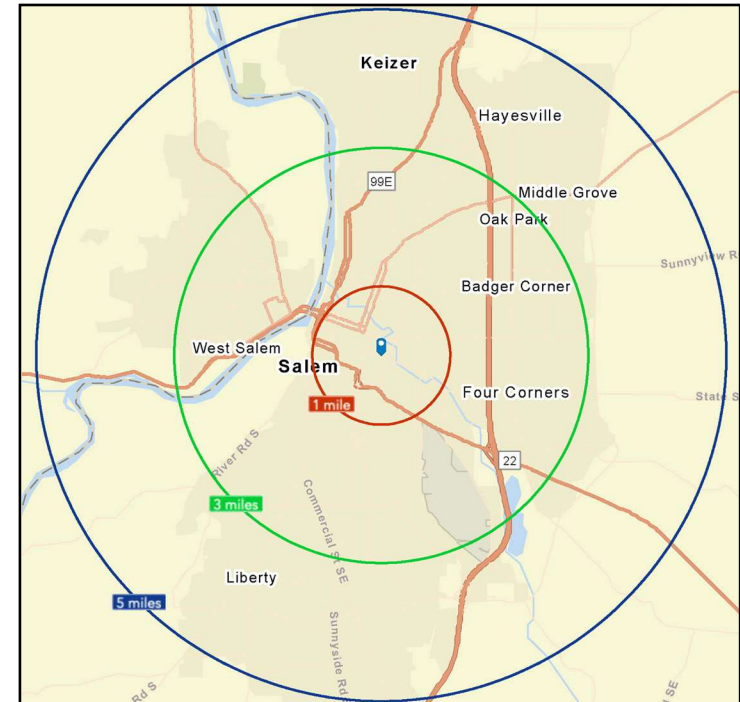 Keizer
Hayesville
99E
Middle Grove
Oak Park
Sunnyview R
Badger Corner
West Salem
Salem
Four Corners
State S
1 mile
River Rd S
22
3 miles
Commercial St SE
Liberty
5 miles
Sunnyside Rd
Rd S
SE